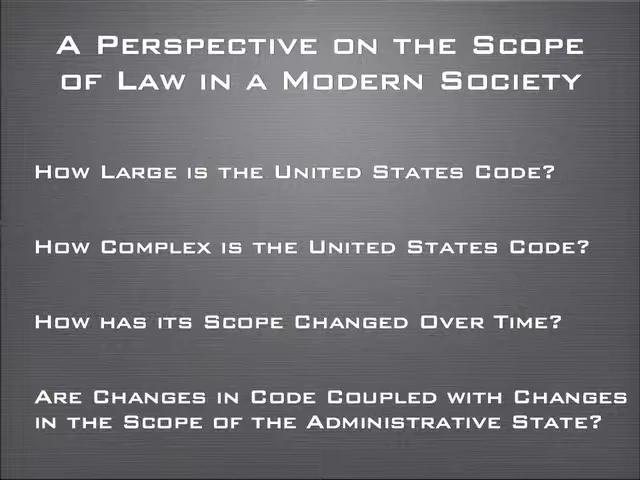 A Perspective on the Scope
of Law in a Modern Society
How Large is the United States Code?
How Complex is the United States Code?
How has its Scope Changed Over Time?
Are Changes in Code Coupled with Changes
in the Scope of the Administrative State?